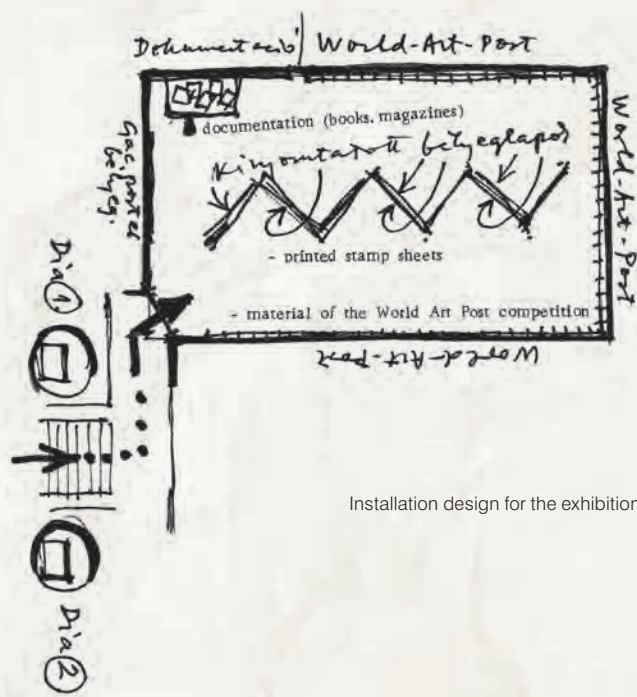 Dokumentació World-Art-Post
documentation (books, magazines)
Kinyomtatott bélyeglapok
- printed stamp sheets
- material of the World Art Post competition
World-Art-Post
World-Art-Post
Dia 1
Dia 2
Installation design for the exhibition